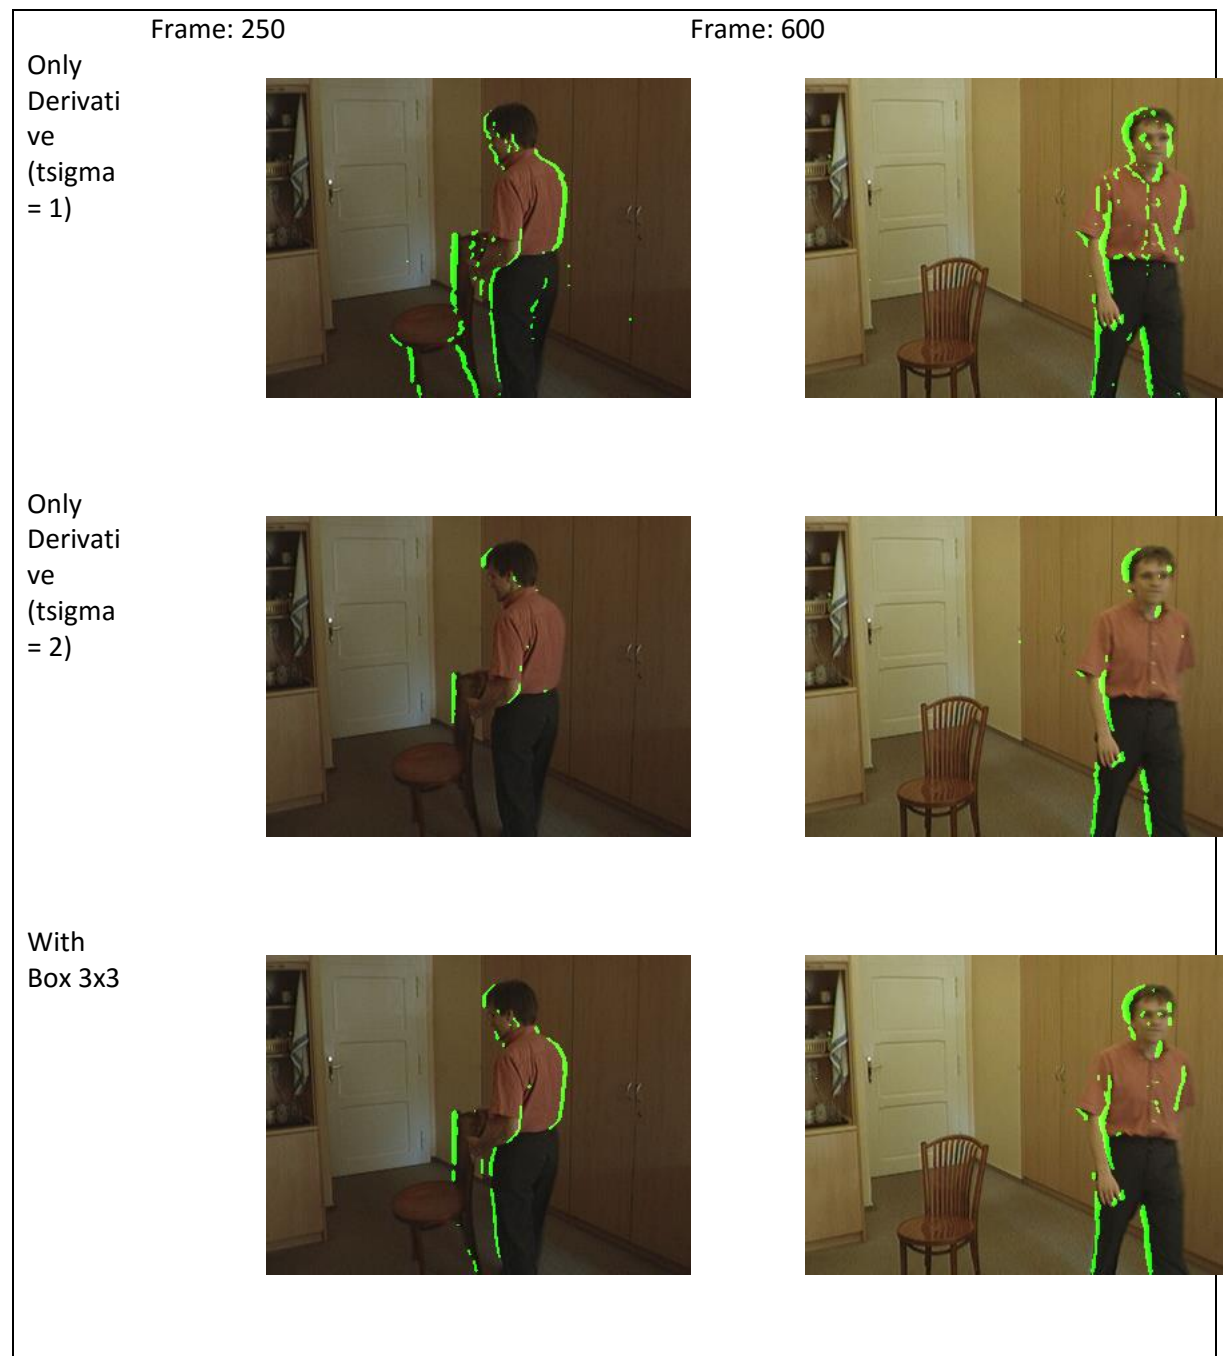 Frame: 250 Frame: 600
Only
Derivati
ve
(tsigma
= 1)
Only
Derivati
ve
(tsigma
= 2)
With
Box 3x3